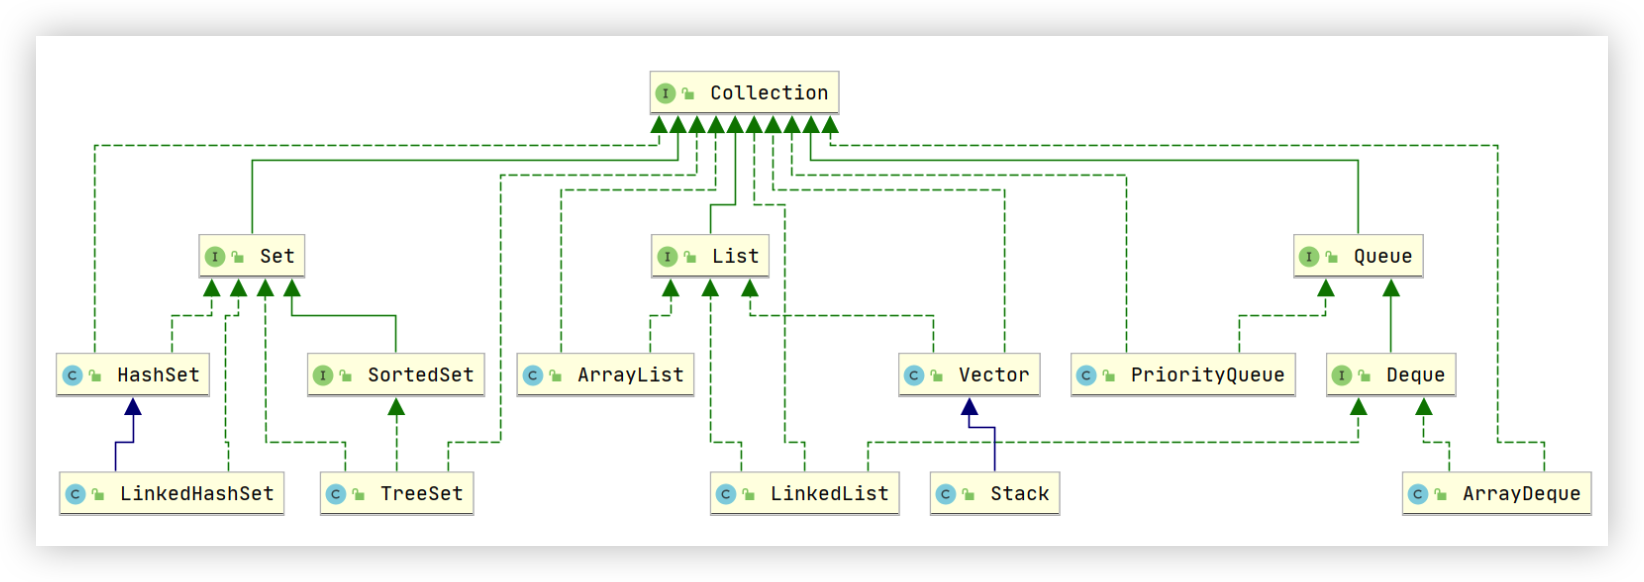 I Collection
I Set
I List
I Queue
C HashSet
I SortedSet
C ArrayList
C Vector
C PriorityQueue
I Deque
C LinkedHashSet
C TreeSet
C LinkedList
C Stack
C ArrayDeque